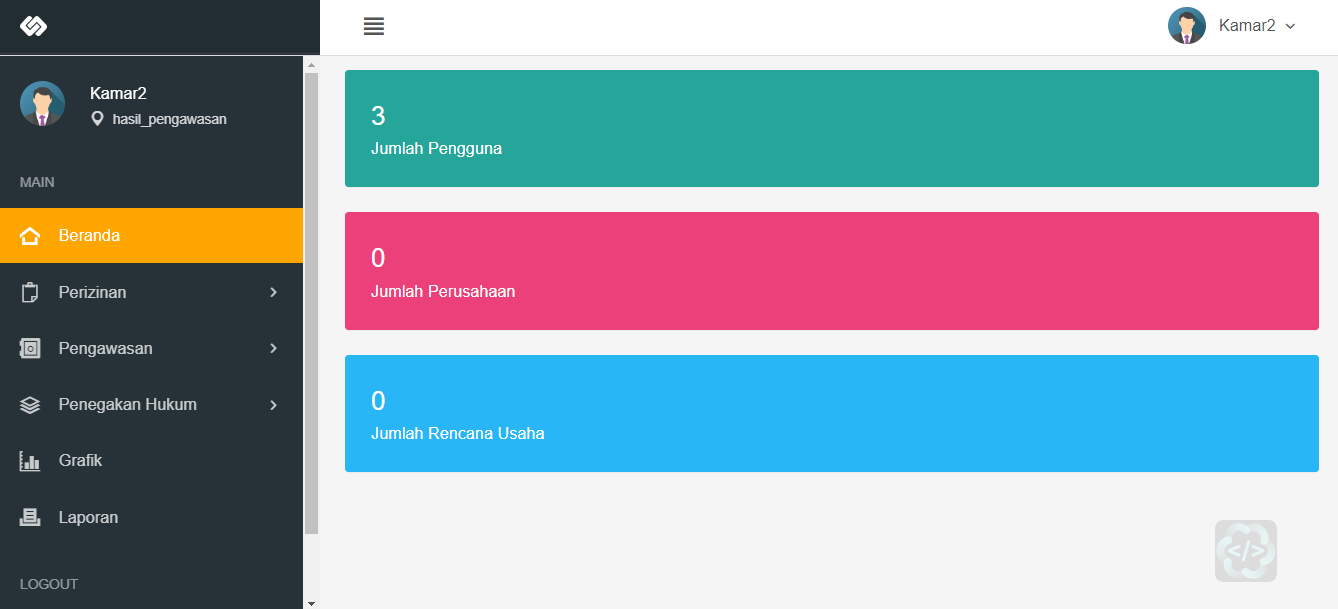 Kamar2
Kamar2
hasil_pengawasan
MAIN
Beranda
Perizinan
Pengawasan
Penegakan Hukum
Grafik
Laporan
LOGOUT
3
Jumlah Pengguna
0
Jumlah Perusahaan
0
Jumlah Rencana Usaha
</>